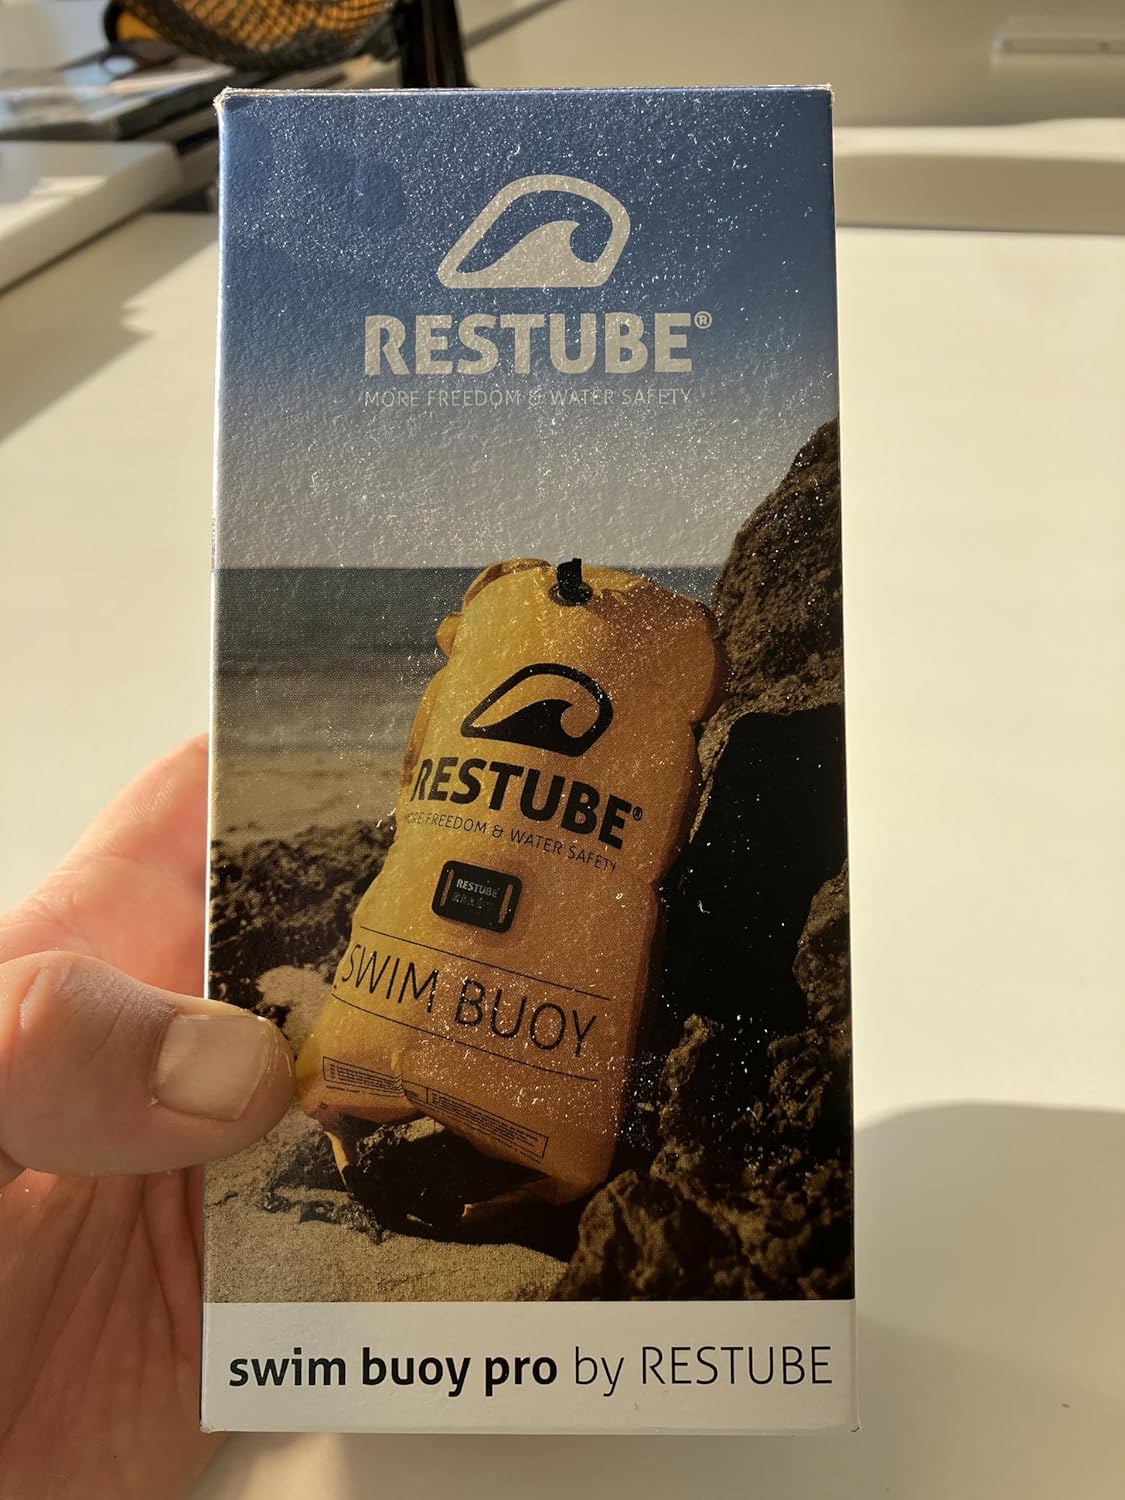 RESTUBE®
MORE FREEDOM & WATER SAFETY
RESTUBE®
MORE FREEDOM & WATER SAFETY
RESTUBE
SWIM BUOY
swim buoy pro by RESTUBE